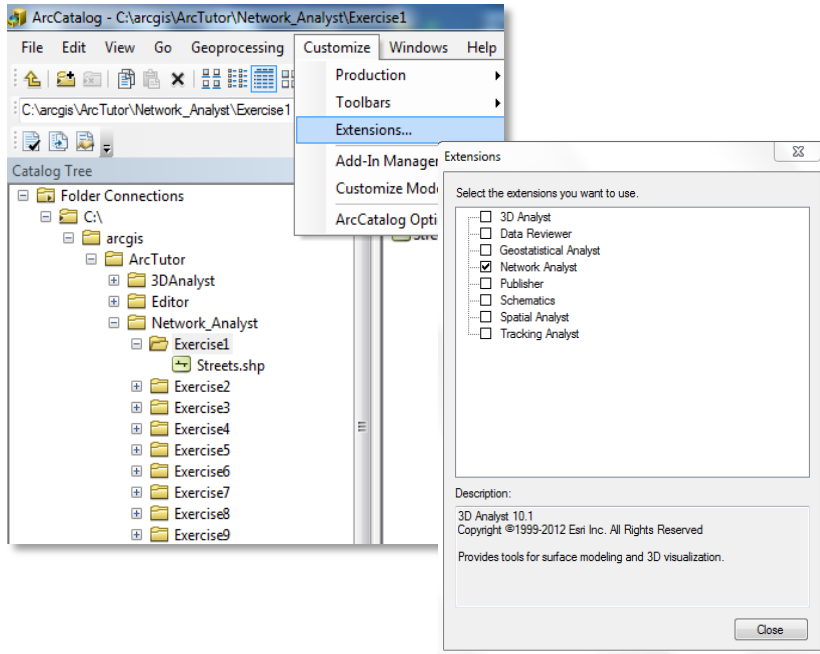 ArcCatalog - C:\arcgis\ArcTutor\Network_Analyst\Exercise1
File Edit View Go Geoprocessing Customize Windows Help
C:\arcgis\ArcTutor\Network_Analyst\Exercise1
Production
Toolbars
Extensions...
Add-In Manager
Customize Mod
ArcCatalog Opti
Catalog Tree
Folder Connections
C:\
arcgis
ArcTutor
3DAnalyst
Editor
Network_Analyst
Exercise1
Streets.shp
Exercise2
Exercise3
Exercise4
Exercise5
Exercise6
Exercise7
Exercise8
Exercise9
Extensions
Select the extensions you want to use.
3D Analyst
Data Reviewer
Geostatistical Analyst
Network Analyst
Publisher
Schematics
Spatial Analyst
Tracking Analyst
Description:
3D Analyst 10.1
Copyright ©1999-2012 Esri Inc. All Rights Reserved
Provides tools for surface modeling and 3D visualization.
Close